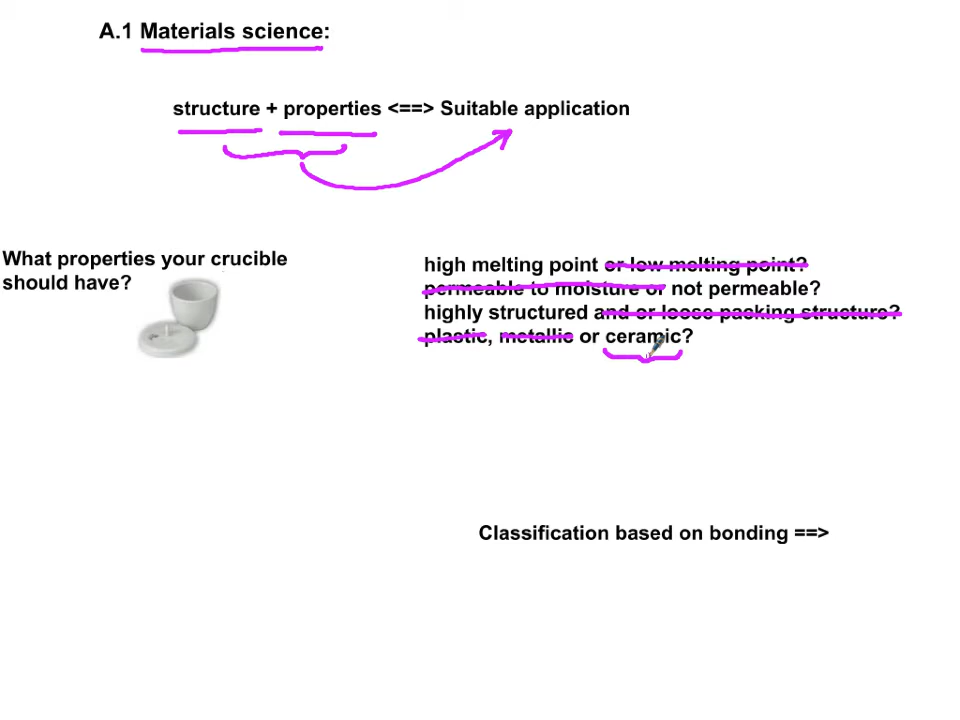 A.1 Materials science:
structure + properties <==> Suitable application
What properties your crucible
should have?
high melting point or low melting point?
permeable to moisture or not permeable?
highly structured and or loose packing structure?
plastic, metallic or ceramic?
Classification based on bonding ==>